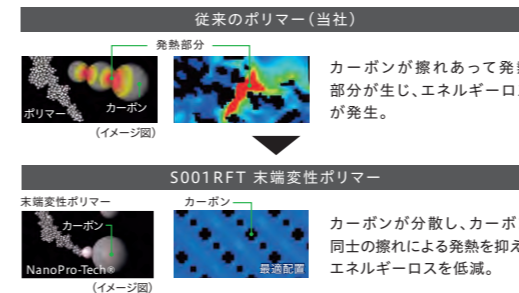 従来のポリマー（当社）
発熱部分
ポリマー
カーボン
（イメージ図）
カーボンが擦れあって発熱
部分が生じ、エネルギーロス
が発生。
S001RFT 末端変性ポリマー
末端変性ポリマー
カーボン
NanoPro-Tech®
（イメージ図）
カーボン
最適配置
カーボンが分散し、カーボ
同士の擦れによる発熱を抑え
エネルギーロスを低減。